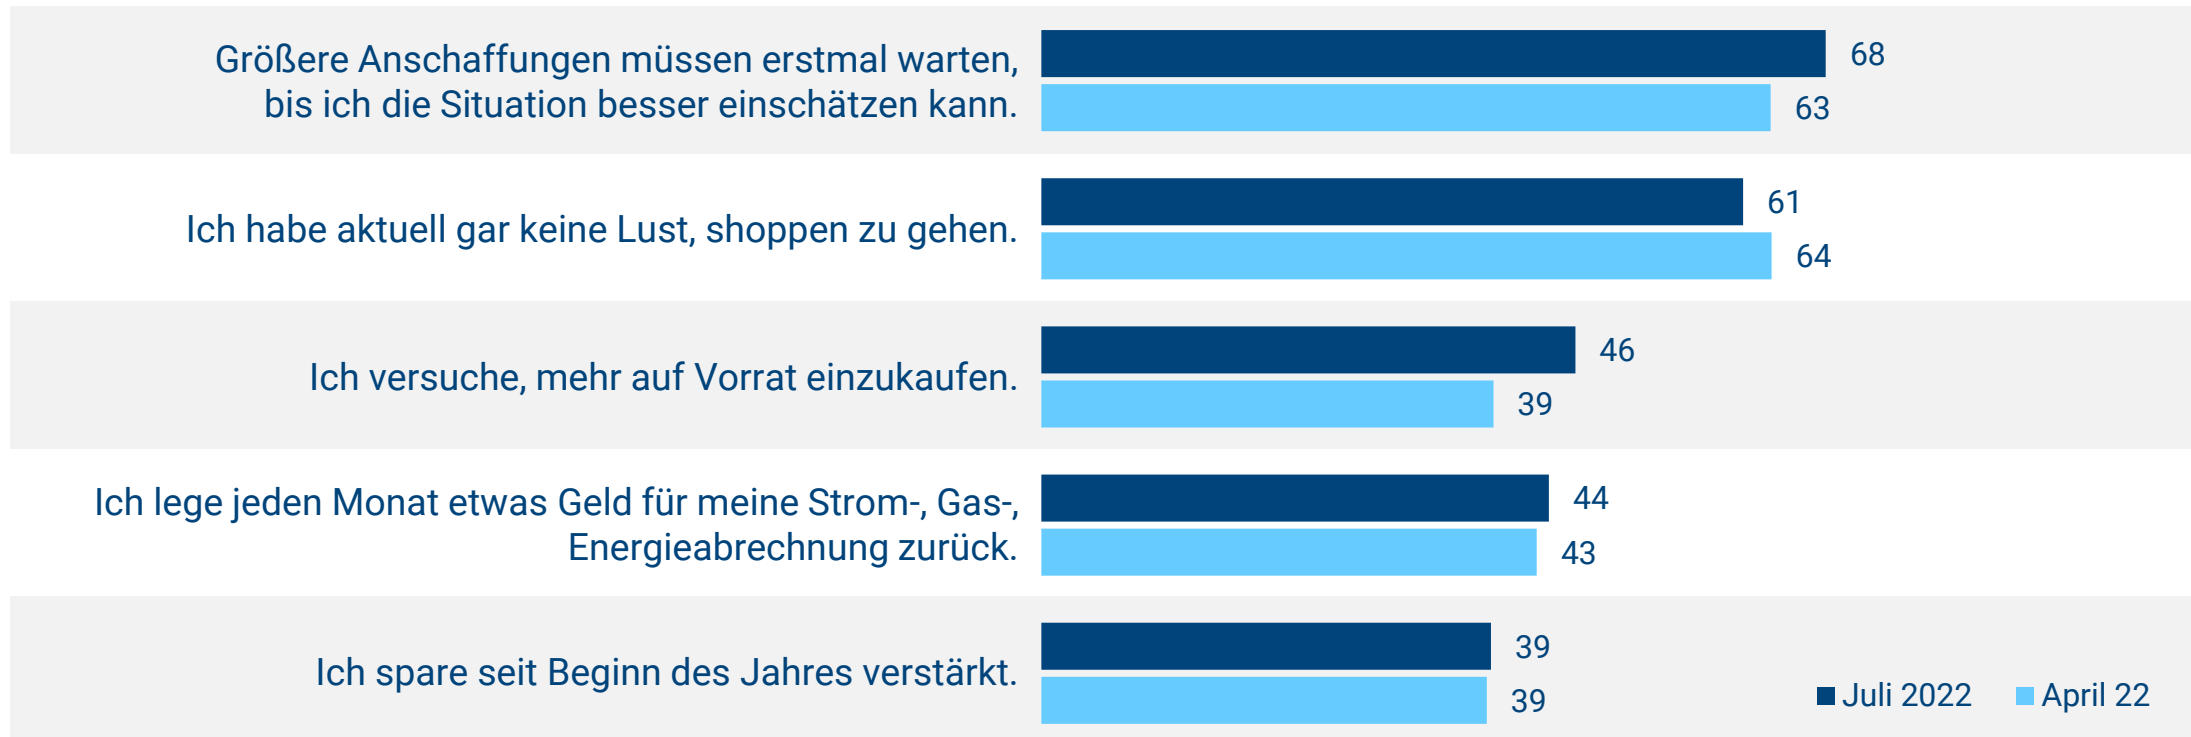 Größere Anschaffungen müssen erstmal warten,
bis ich die Situation besser einschätzen kann.
68
63
Ich habe aktuell gar keine Lust, shoppen zu gehen.
61
64
Ich versuche, mehr auf Vorrat einzukaufen.
46
39
Ich lege jeden Monat etwas Geld für meine Strom-, Gas-,
Energieabrechnung zurück.
44
43
Ich spare seit Beginn des Jahres verstärkt.
39
39
Juli 2022 April 22